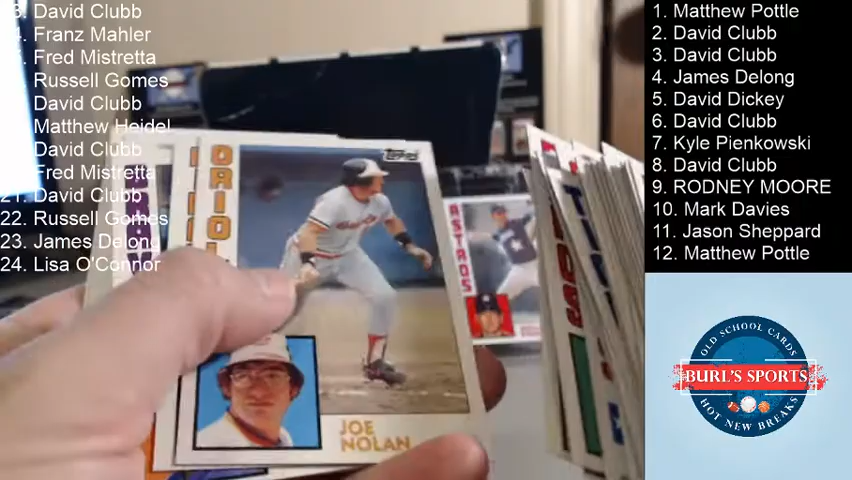 3. David Clubb
4. Franz Mahler
5. Fred Mistretta
Russell Gomes
David Clubb
Matthew Heidel
David Clubb
Fred Mistretta
21. David Clubb
22. Russell Gomes
23. James Delong
24. Lisa O'Connor
ORIOL
Topps
JOE
NOLAN
ASTROS
1. Matthew Pottle
2. David Clubb
3. David Clubb
4. James Delong
5. David Dickey
6. David Clubb
7. Kyle Pienkowski
8. David Clubb
9. RODNEY MOORE
10. Mark Davies
11. Jason Sheppard
12. Matthew Pottle
OLD SCHOOL CARDS
BURL'S SPORTS
HOT NEW BREAKS